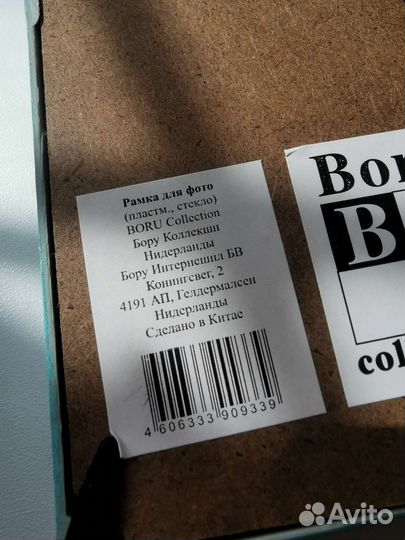 Рамка для фото
(пластм., стекло)
BORU Collection
Бору Коллекшн
Нидерланды
Бору Интернешнл БВ
Конингсвег, 2
4191 АП, Гелдермалсен
Нидерланды
Сделано в Китае
4 606333 909339
Bor
B
col
Avito